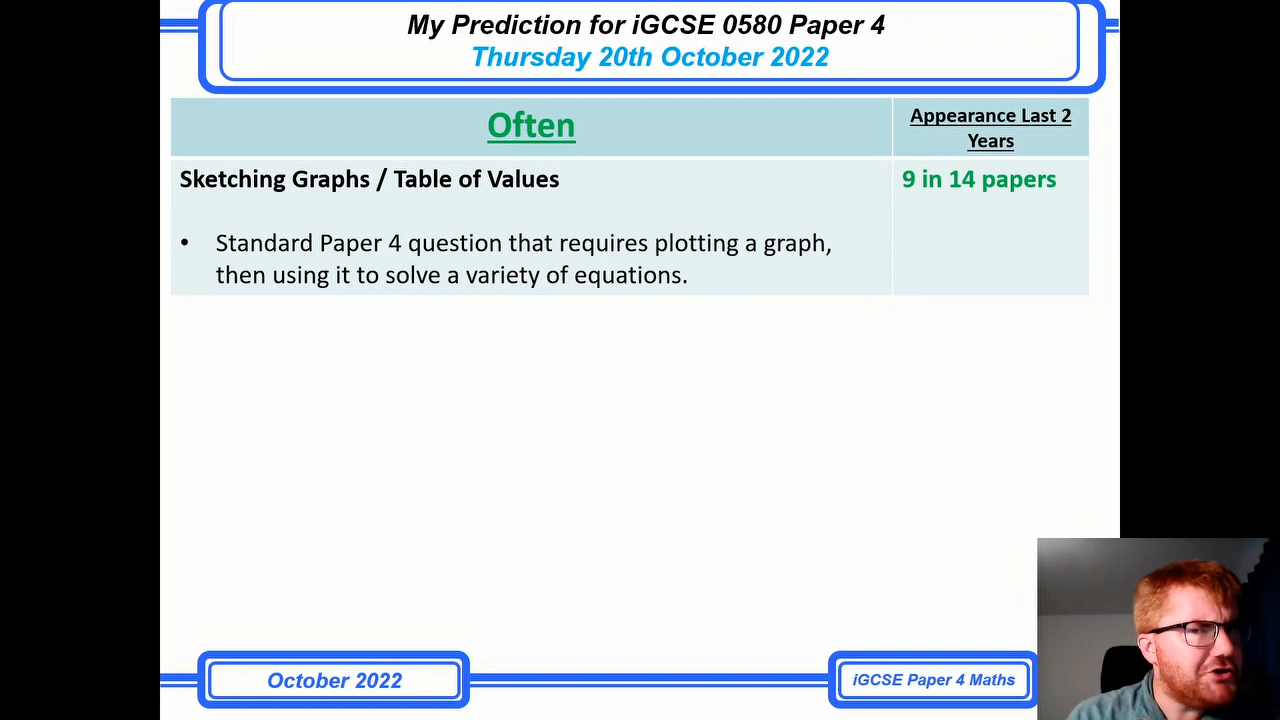 My Prediction for iGCSE 0580 Paper 4
Thursday 20th October 2022
Often
Appearance Last 2
Years
Sketching Graphs / Table of Values
9 in 14 papers
• Standard Paper 4 question that requires plotting a graph,
then using it to solve a variety of equations.
October 2022
iGCSE Paper 4 Maths